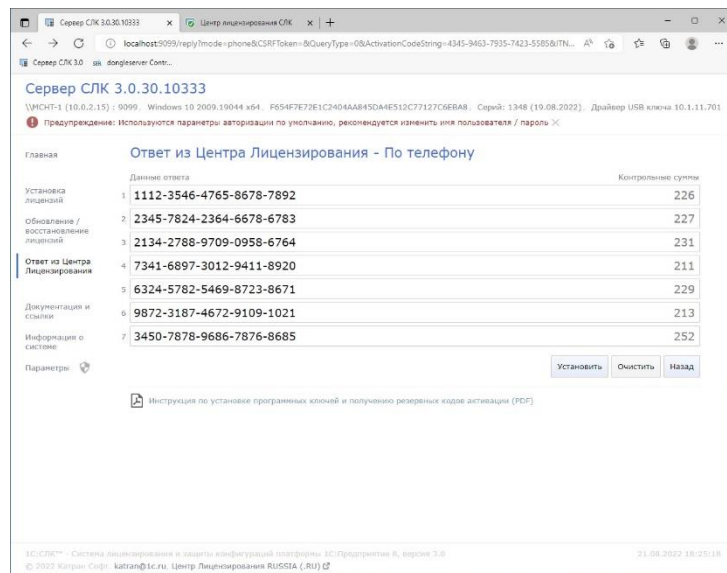 Сервер СЛК 3.0.30.10333
Центр лицензирования СЛК
localhost:9099/reply?mode=phone&CSRFToken=&QueryType=0&ActivationCodeString=4345-9463-7935-7423-5585&ITN...
Сервер СЛК 3.0
dongleserver Contr...
Сервер СЛК 3.0.30.10333
\\МСНТ-1 (10.0.2.15) : 9099, Windows 10 2009.19044 x64, F654F7E72E1C2404AA845DA4E512C77127C6EBA8, Серий: 1348 (19.08.2022), Драйвер USB ключа 10.1.11.701
Предупреждение: Используются параметры авторизации по умолчанию, рекомендуется изменить имя пользователя / пароль
Главная
Установка лицензий
Обновление / восстановление лицензий
Ответ из Центра Лицензирования
Документация и ссылки
Информация о системе
Параметры
Ответ из Центра Лицензирования - По телефону
Данные ответа Контрольные суммы
1 1112-3546-4765-8678-7892 226
2 2345-7824-2364-6678-6783 227
3 2134-2788-9709-0958-6764 231
4 7341-6897-3012-9411-8920 211
5 6324-5782-5469-8723-8671 229
6 9872-3187-4672-9109-1021 213
7 3450-7878-9686-7876-8685 252
Установить Очистить Назад
Инструкция по установке программных ключей и получению резервных кодов активации (PDF)
1С:СЛК™ - Система лицензирования и защиты конфигураций платформы 1С:Предприятие 8, версия 3.0 21.08.2022 18:25:18
© 2022 Катран Софт, katran@1c.ru, Центр Лицензирования RUSSIA (.RU)